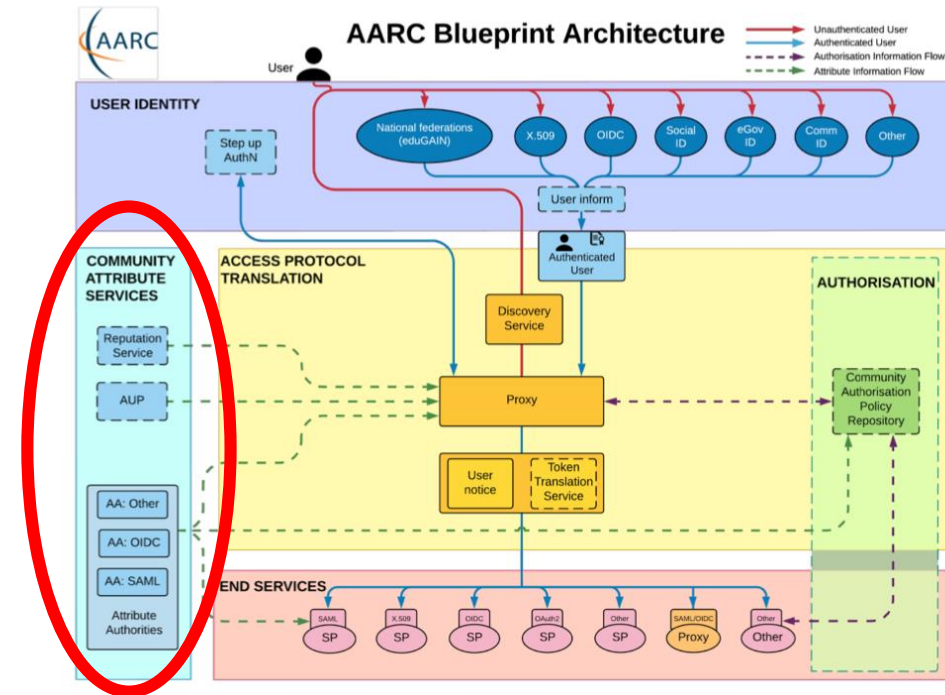 AARC
AARC Blueprint Architecture
Unauthenticated User
Authenticated User
Authorisation Information Flow
Attribute Information Flow
User
USER IDENTITY
National federations
(eduGAIN)
X.509
OIDC
Social
ID
eGov
ID
Comm
ID
Other
Step up
AuthN
User inform
Authenticated
User
COMMUNITY
ATTRIBUTE
SERVICES
Reputation
Service
AUP
AA: Other
AA: OIDC
AA: SAML
Attribute
Authorities
ACCESS PROTOCOL
TRANSLATION
Discovery
Service
Proxy
User
notice
Token
Translation
Service
AUTHORISATION
Community
Authorisation
Policy
Repository
END SERVICES
SAML
SP
X.509
SP
OIDC
SP
OAuth2
SP
Other
SP
SAML/OIDC
Proxy
Other
Other